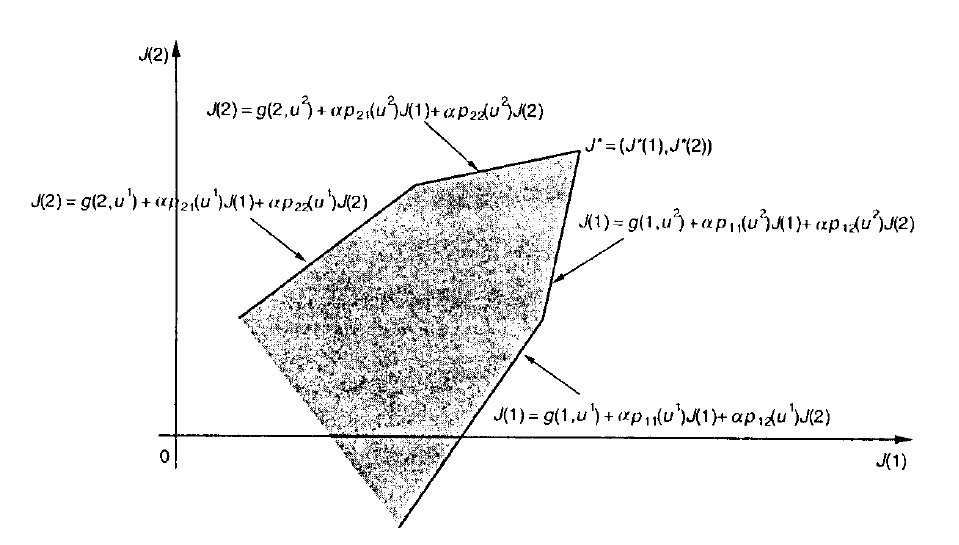 J(2)
J(2) = g(2,u²) + αp₂₁(u²)J(1) + αp₂₂(u²)J(2)
J* = (J*(1),J*(2))
J(2) = g(2,u¹) + αp₂₁(u¹)J(1) + αp₂₂(u¹)J(2)
J(1) = g(1,u²) + αp₁₁(u²)J(1) + αp₁₂(u²)J(2)
J(1) = g(1,u¹) + αp₁₁(u¹)J(1) + αp₁₂(u¹)J(2)
0
J(1)